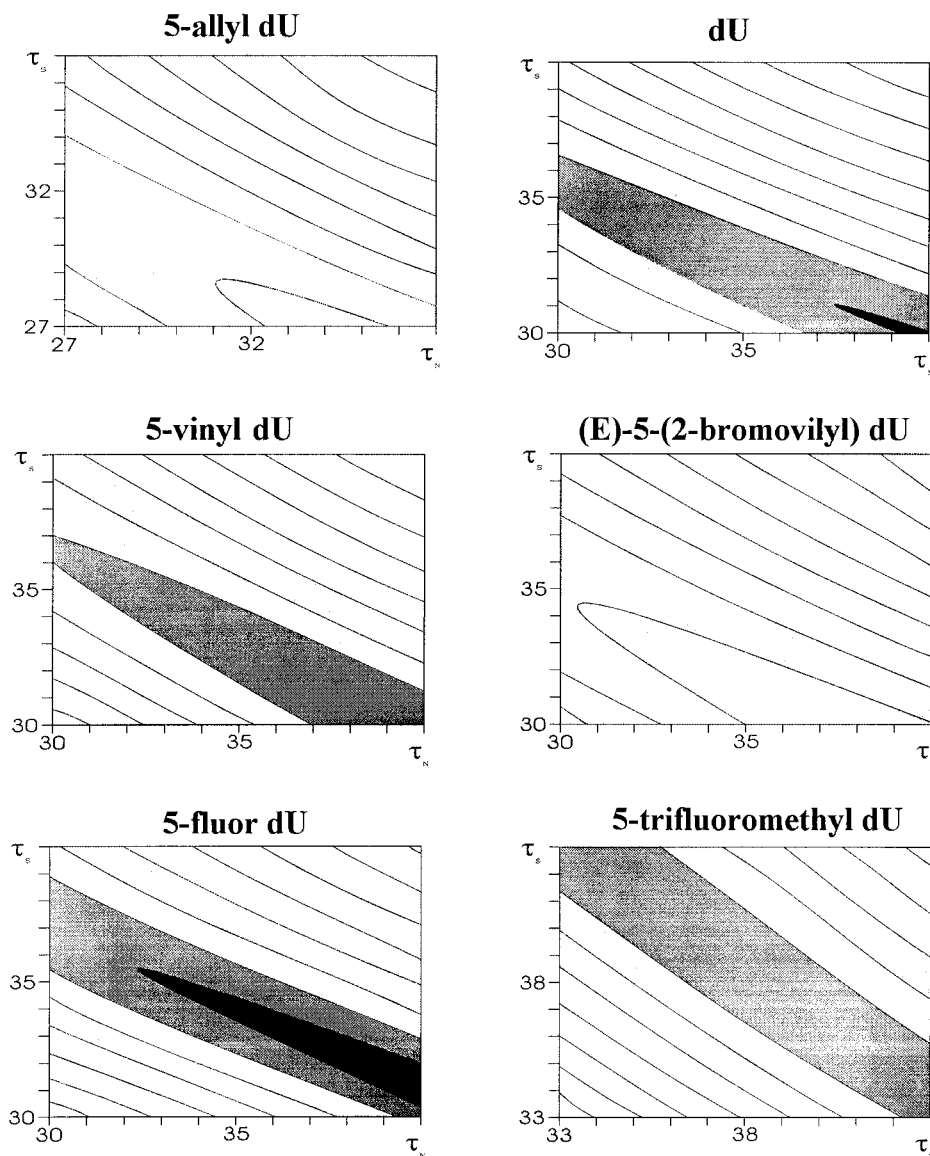 5-allyl dU
dU
τs
32
27
27
32
τN
τs
35
30
30
35
τN
5-vinyl dU
(E)-5-(2-bromovilyl) dU
τs
35
30
30
35
τN
τs
35
30
30
35
τ
5-fluor dU
5-trifluoromethyl dU
τs
35
30
30
35
τN
τs
38
33
33
38
τ